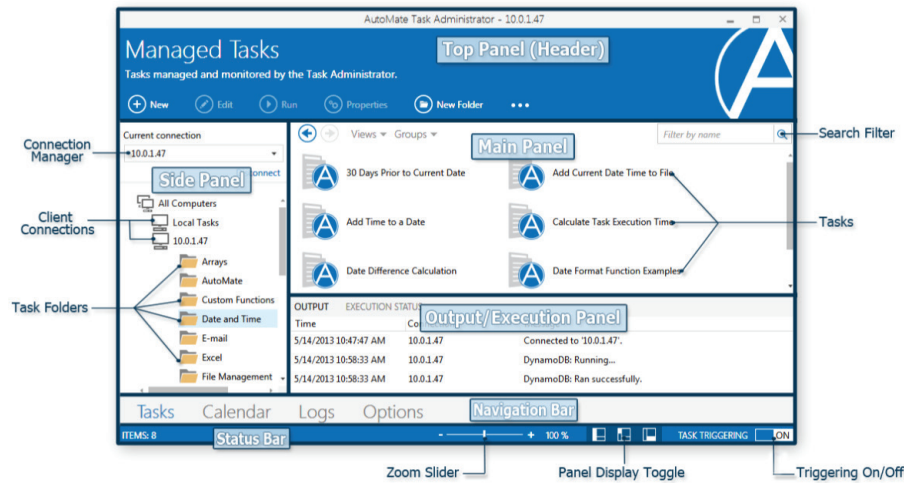 AutoMate Task Administrator - 10.0.1.47
Managed Tasks
Top Panel (Header)
Tasks managed and monitored by the Task Administrator.
New
Edit
Run
Properties
New Folder
Current connection
Views
Groups
Filter by name
Search Filter
Connection Manager
10.0.1.47
Main Panel
Side Panel
30 Days Prior to Current Date
Add Current Date Time to File
All Computers
Client Connections
Local Tasks
Add Time to a Date
Calculate Task Execution Time
Tasks
10.0.1.47
Arrays
AutoMate
Date Difference Calculation
Date Format Function Examples
Task Folders
Custom Functions
OUTPUT
EXECUTION STATUS
Date and Time
Output/Execution Panel
Time
E-mail
5/14/2013 10:47:47 AM 10.0.1.47 Connected to '10.0.1.47'.
Excel
5/14/2013 10:58:33 AM 10.0.1.47 DynamoDB: Running...
File Management
5/14/2013 10:58:33 AM 10.0.1.47 DynamoDB: Ran successfully.
Tasks
Calendar
Logs
Options
Navigation Bar
ITEMS: 8
Status Bar
- + 100 %
TASK TRIGGERING
ON
Zoom Slider
Panel Display Toggle
Triggering On/Off